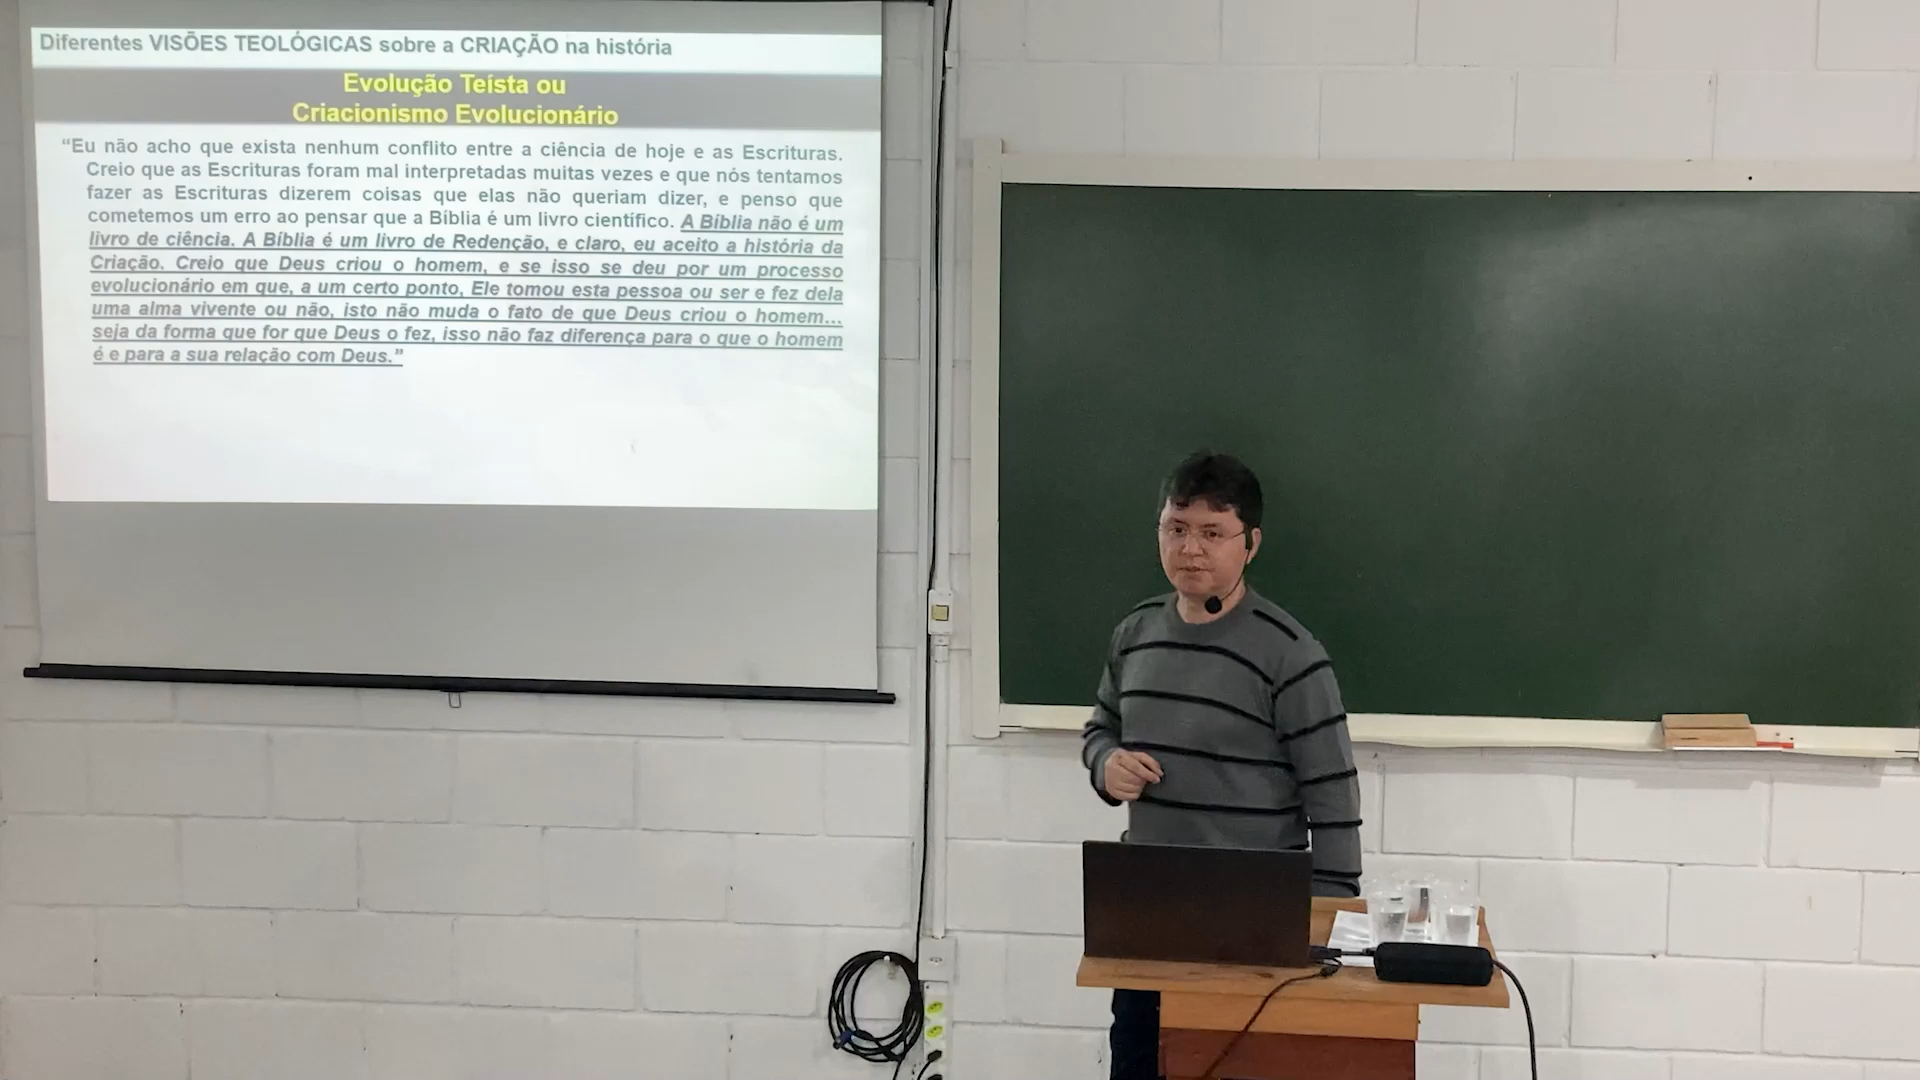 Diferentes VISÕES TEOLÓGICAS sobre a CRIAÇÃO na história
Evolução Teísta ou
Criacionismo Evolucionário
“Eu não acho que exista nenhum conflito entre a ciência de hoje e as Escrituras.
Creio que as Escrituras foram mal interpretadas muitas vezes e que nós tentamos
fazer as Escrituras dizerem coisas que elas não queriam dizer, e penso que
cometemos um erro ao pensar que a Bíblia é um livro científico. A Bíblia não é um
livro de ciência. A Bíblia é um livro de Redenção, e claro, eu aceito a história da
Criação. Creio que Deus criou o homem, e se isso se deu por um processo
evolucionário em que, a um certo ponto, Ele tomou esta pessoa ou ser e fez dela
uma alma vivente ou não, isto não muda o fato de que Deus criou o homem...
seja da forma que for que Deus o fez, isso não faz diferença para o que o homem
é e para a sua relação com Deus.”